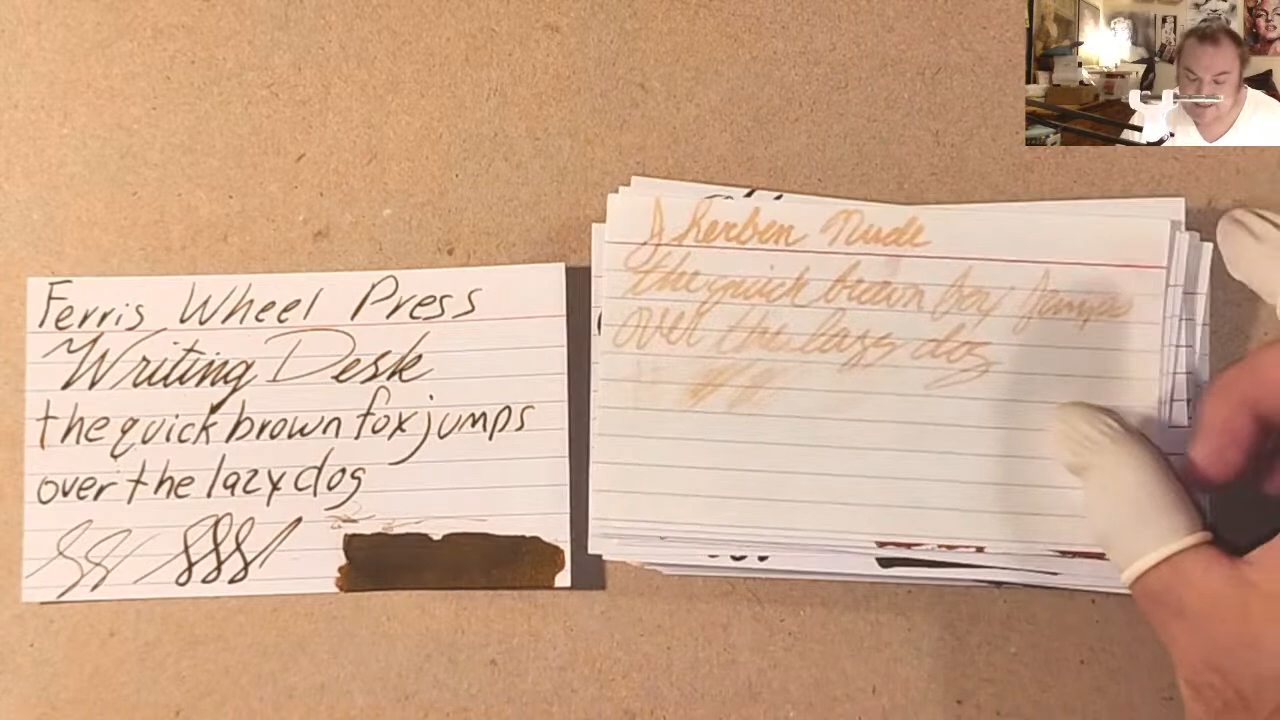 Ferris Wheel Press
Writing Desk
the quick brown fox jumps
over the lazy dog
J herben Nude
the quick brown fox Jumps
over the lazy dog